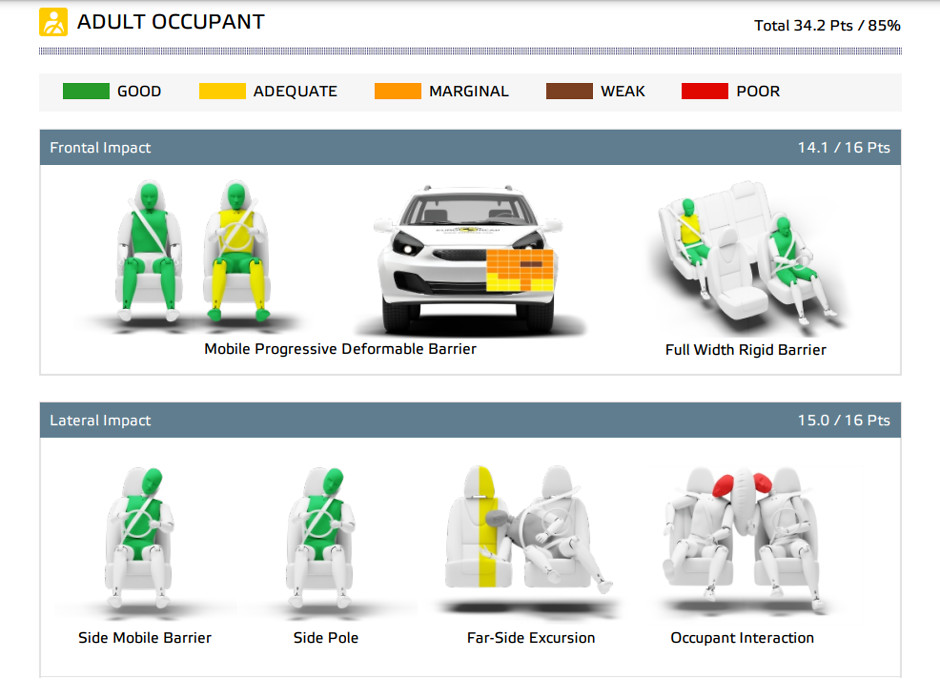 ADULT OCCUPANT
Total 34.2 Pts / 85%
GOOD ADEQUATE MARGINAL WEAK POOR
Frontal Impact 14.1 / 16 Pts
Mobile Progressive Deformable Barrier
Full Width Rigid Barrier
Lateral Impact 15.0 / 16 Pts
Side Mobile Barrier
Side Pole
Far-Side Excursion
Occupant Interaction